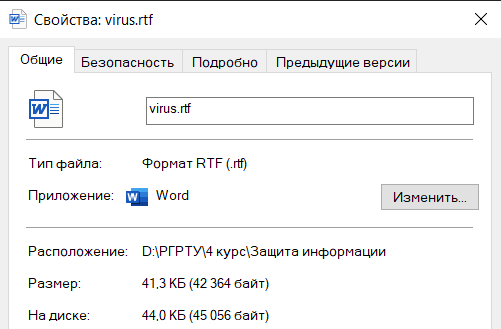 Свойства: virus.rtf
Общие Безопасность Подробно Предыдущие версии
virus.rtf
Тип файла: Формат RTF (.rtf)
Приложение: Word Изменить...
Расположение: D:\РГРТУ\4 курс\Защита информации
Размер: 41,3 КБ (42 364 байт)
На диске: 44,0 КБ (45 056 байт)